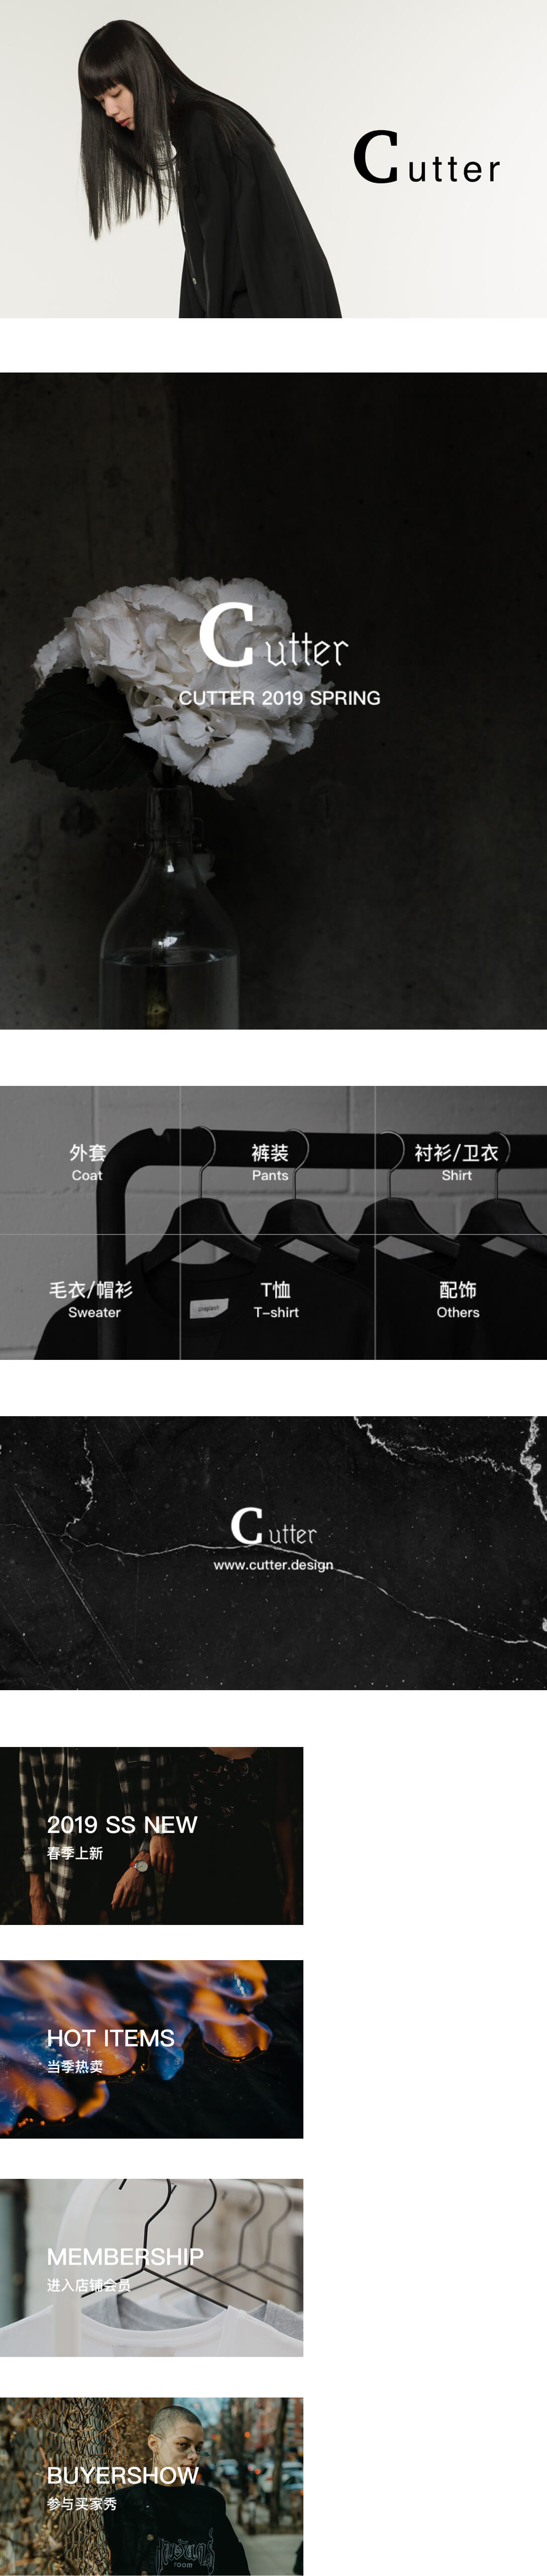 Cutter
Cutter
CUTTER 2019 SPRING
外套
Coat
裤装
Pants
衬衫/卫衣
Shirt
毛衣/帽衫
Sweater
T恤
T-shirt
配饰
Others
Cutter
www.cutter.design
2019 SS NEW
春季上新
HOT ITEMS
当季热卖
MEMBERSHIP
进入店铺会员
BUYERSHOW
参与买家秀
room